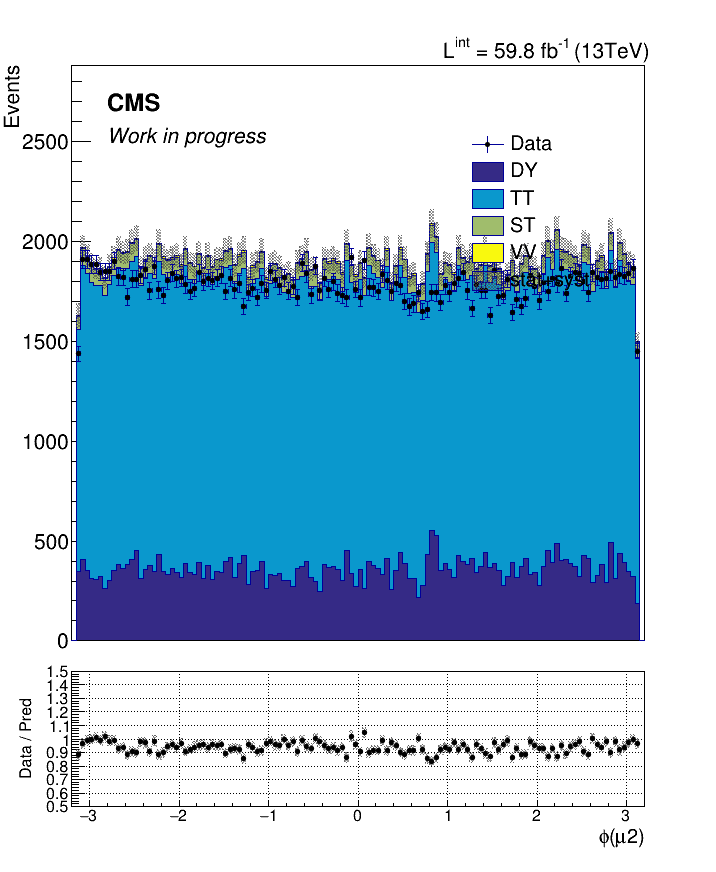 L^int = 59.8 fb^-1 (13TeV)
Events
CMS
Work in progress
Data
DY
TT
ST
VV
2500
2000
1500
1000
500
0
Data / Pred
1.5
1.4
1.3
1.2
1.1
1
0.9
0.8
0.7
0.6
0.5
−3 −2 −1 0 1 2 3
ϕ(μ2)